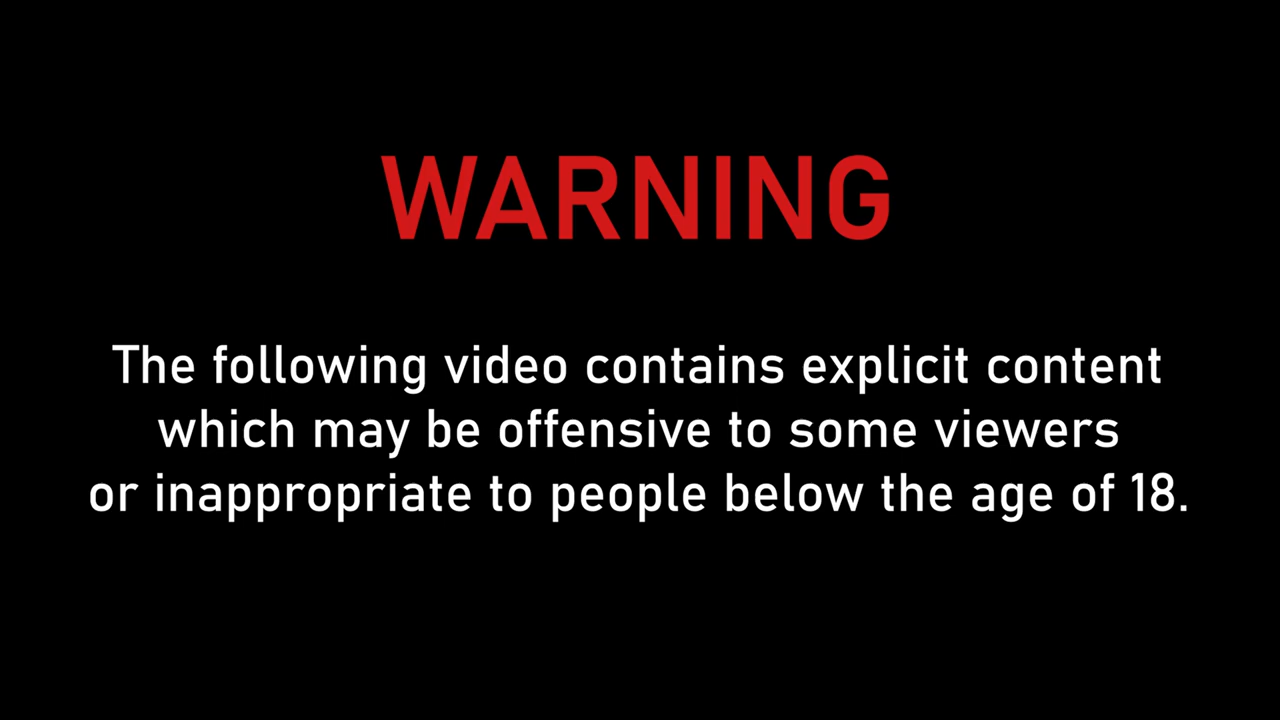 WARNING
The following video contains explicit content
which may be offensive to some viewers
or inappropriate to people below the age of 18.